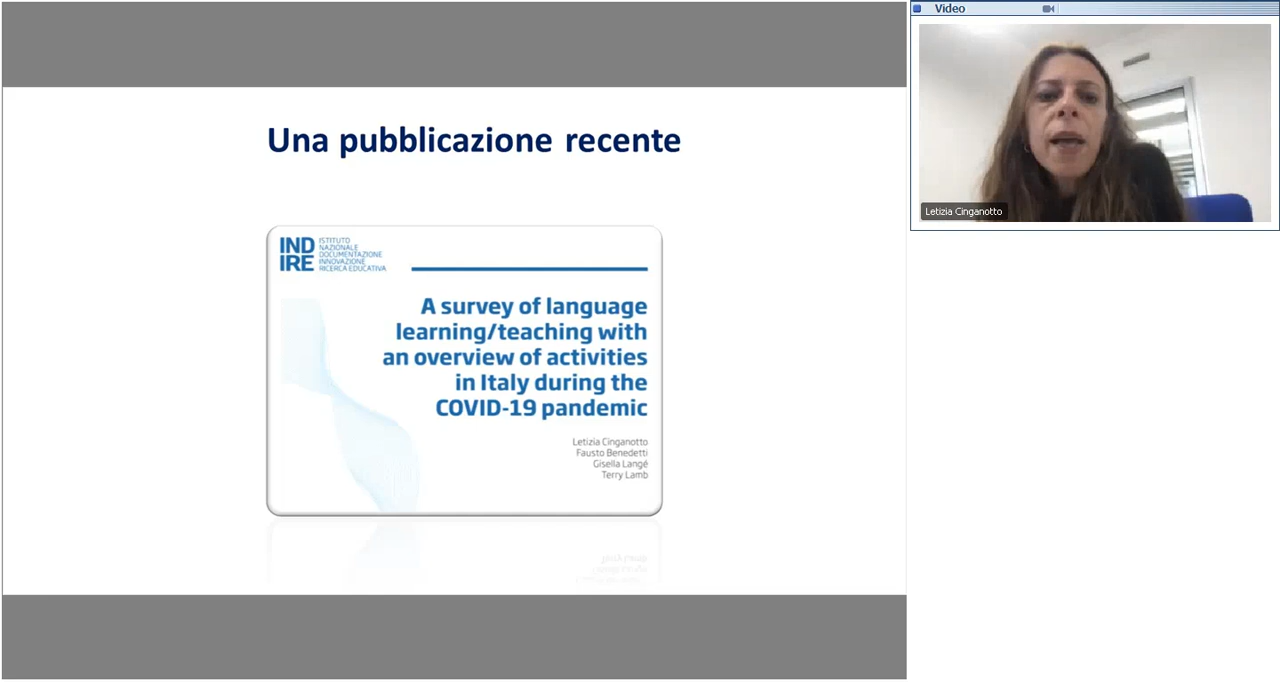 Una pubblicazione recente
IND
IRE
ISTITUTO
NAZIONALE
DOCUMENTAZIONE
INNOVAZIONE
RICERCA EDUCATIVA
A survey of language
learning/teaching with
an overview of activities
in Italy during the
COVID-19 pandemic
Letizia Cinganotto
Fausto Benedetti
Gisella Langé
Terry Lamb
Video
Letizia Cinganotto